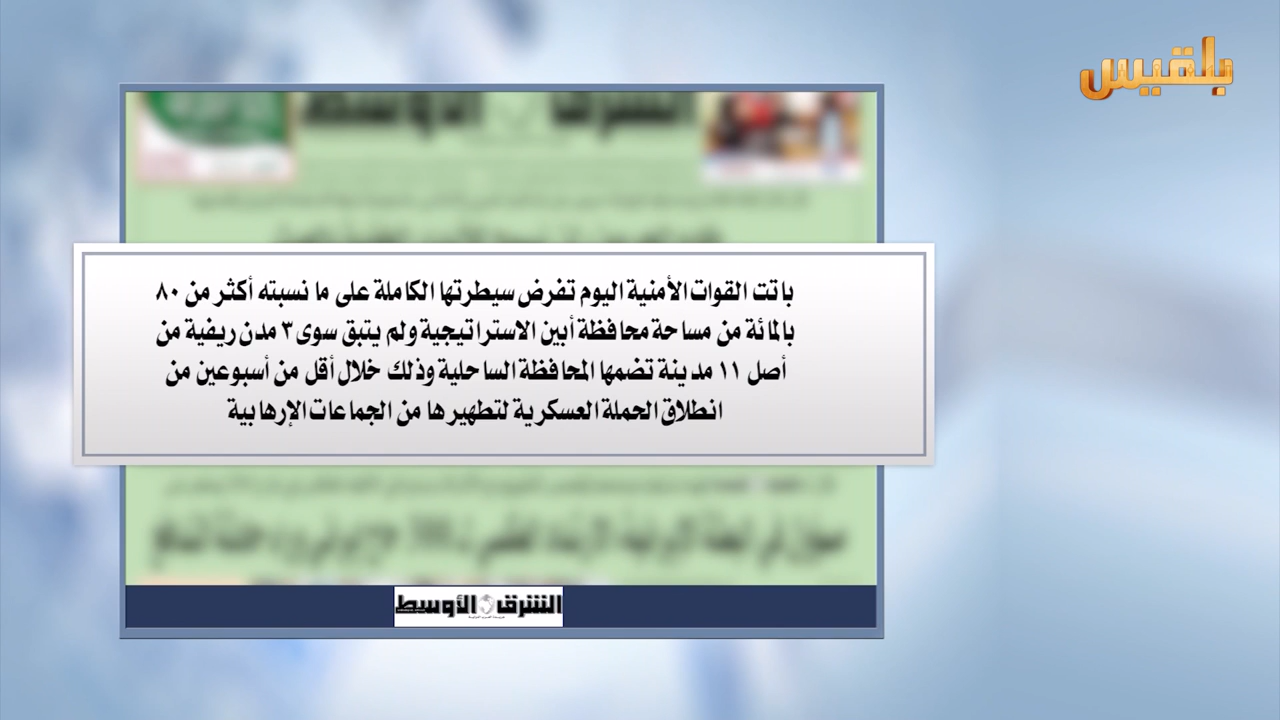 بلقيس
الشرق الأوسط
باتت القوات الأمنية اليوم تفرض سيطرتها الكاملة على ما نسبته أكثر من ٨٠
بالمائة من مساحة محافظة أبين الاستراتيجية ولم يتبق سوى ٣ مدن ريفية من
أصل ١١ مدينة تضمها المحافظة الساحلية وذلك خلال أقل من أسبوعين من
انطلاق الحملة العسكرية لتطهيرها من الجماعات الإرهابية
الشرق الأوسط